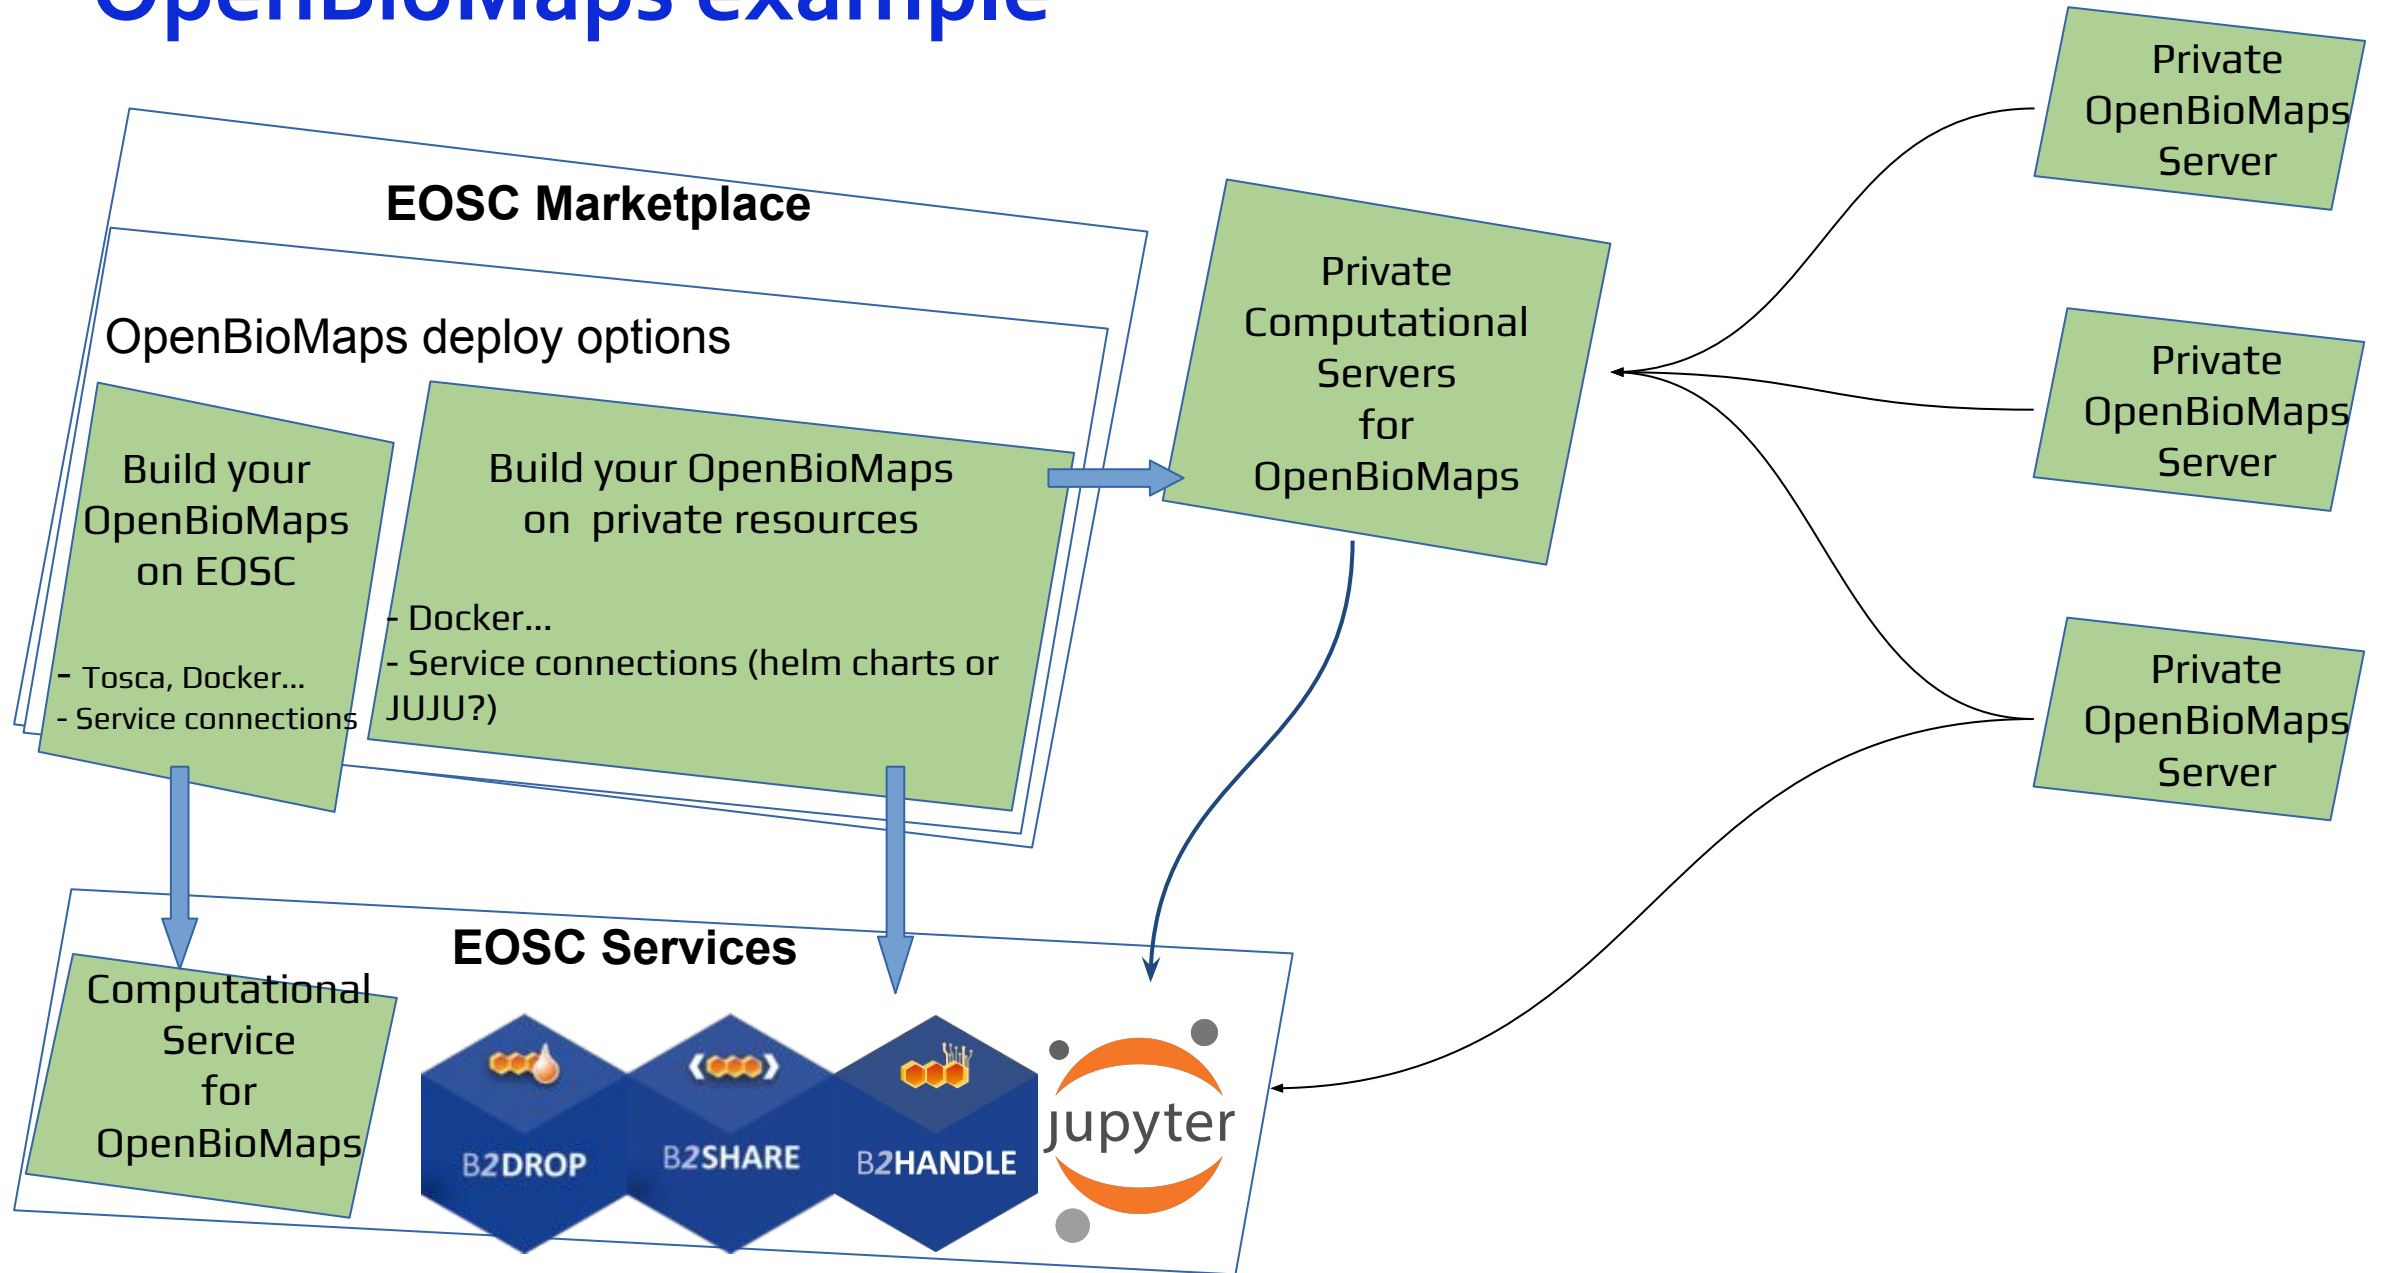 OpenBioMaps example
EOSC Marketplace
OpenBioMaps deploy options
Build your
OpenBioMaps
on EOSC
- Tosca, Docker...
- Service connections
Build your OpenBioMaps
on private resources
- Docker...
- Service connections (helm charts or
JUJU?)
Private
Computational
Servers
for
OpenBioMaps
Private
OpenBioMaps
Server
Private
OpenBioMaps
Server
Private
OpenBioMaps
Server
EOSC Services
Computational
Service
for
OpenBioMaps
B2DROP
B2SHARE
B2HANDLE
jupyter